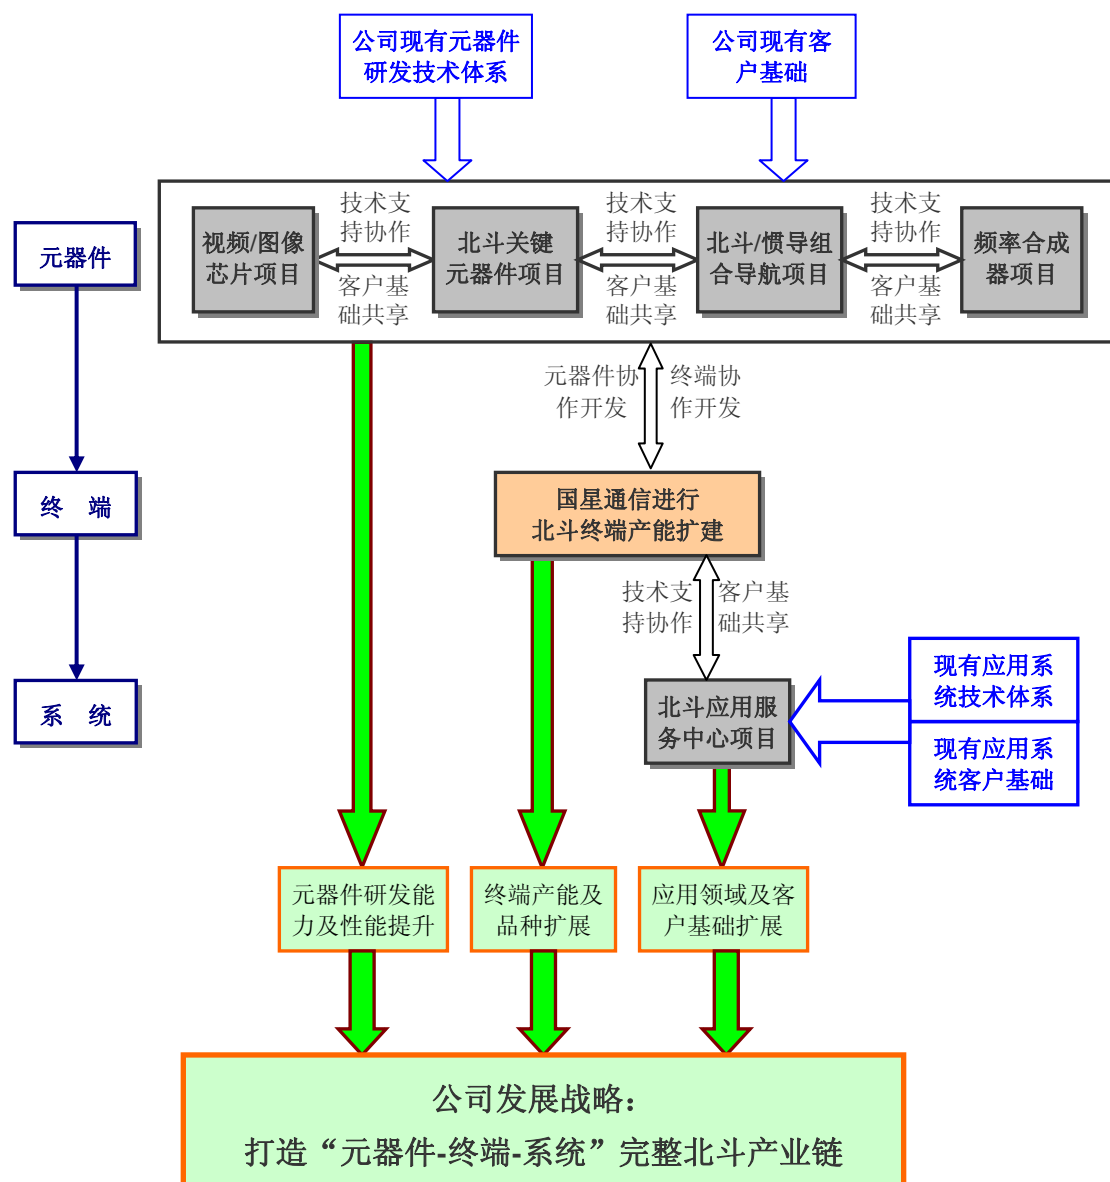 公司现有元器件
研发技术体系
公司现有客
户基础
元器件
视频/图像
芯片项目
技术支
持协作
客户基
础共享
北斗关键
元器件项目
技术支
持协作
客户基
础共享
北斗/惯导组
合导航项目
技术支
持协作
客户基
础共享
频率合成
器项目
元器件协
作开发
终端协
作开发
终 端
国星通信进行
北斗终端产能扩建
技术支
持协作
客户基
础共享
系 统
北斗应用服
务中心项目
现有应用系
统技术体系
现有应用系
统客户基础
元器件研发能
力及性能提升
终端产能及
品种扩展
应用领域及客
户基础扩展
公司发展战略：
打造“元器件-终端-系统”完整北斗产业链